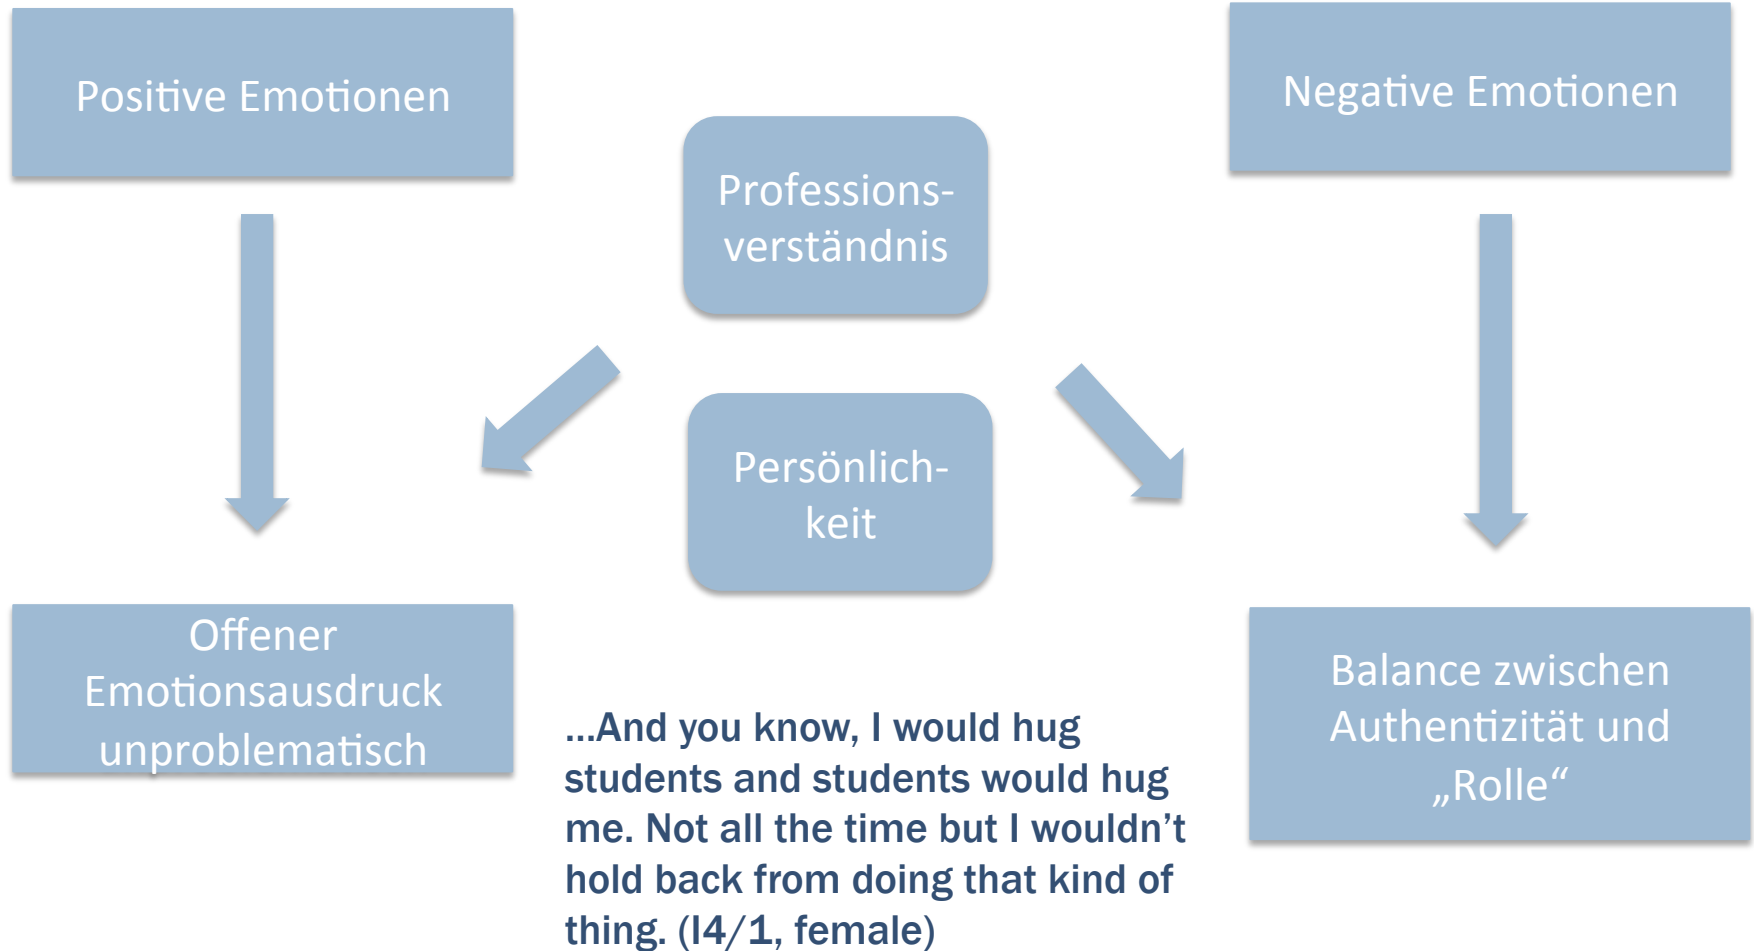 Positive Emotionen
Negative Emotionen
Professions-
verständnis
Persönlich-
keit
Offener
Emotionsausdruck
unproblematisch
Balance zwischen
Authentizität und
„Rolle“
...And you know, I would hug
students and students would hug
me. Not all the time but I wouldn’t
hold back from doing that kind of
thing. (I4/1, female)